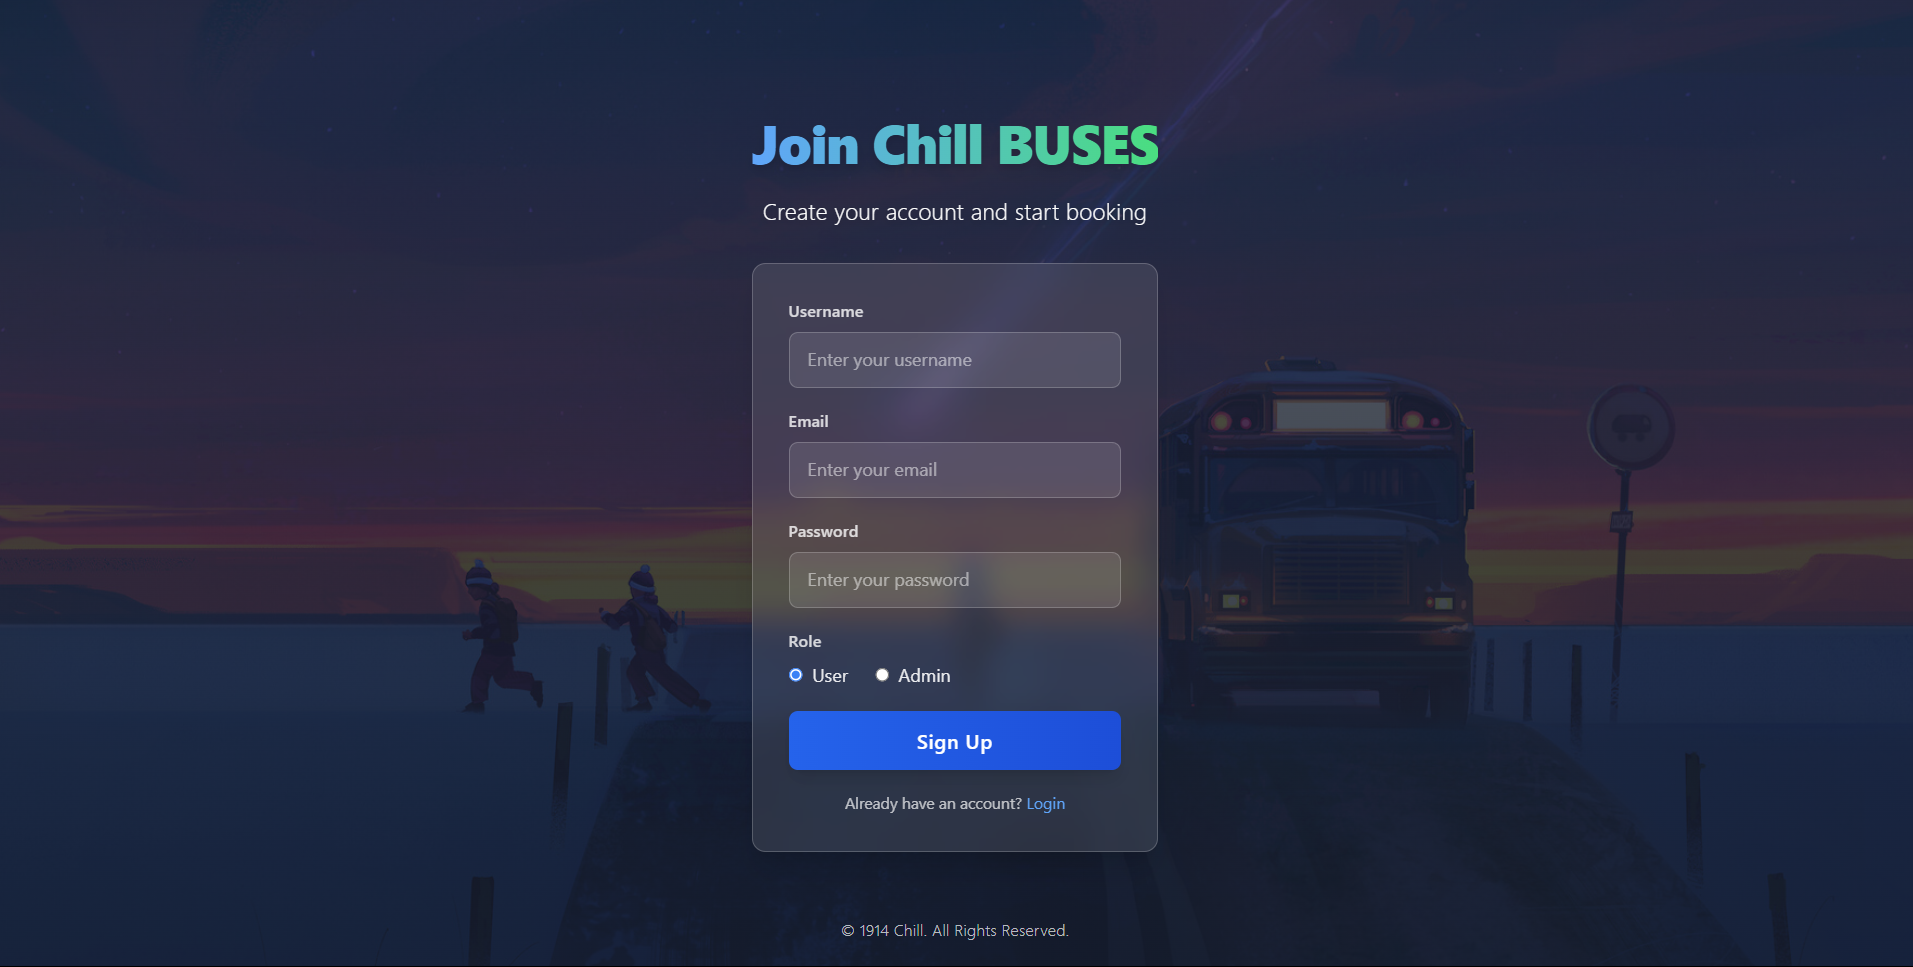 Join Chill BUSES
Create your account and start booking
Username
Enter your username
Email
Enter your email
Password
Enter your password
Role
User Admin
Sign Up
Already have an account? Login
© 1914 Chill. All Rights Reserved.